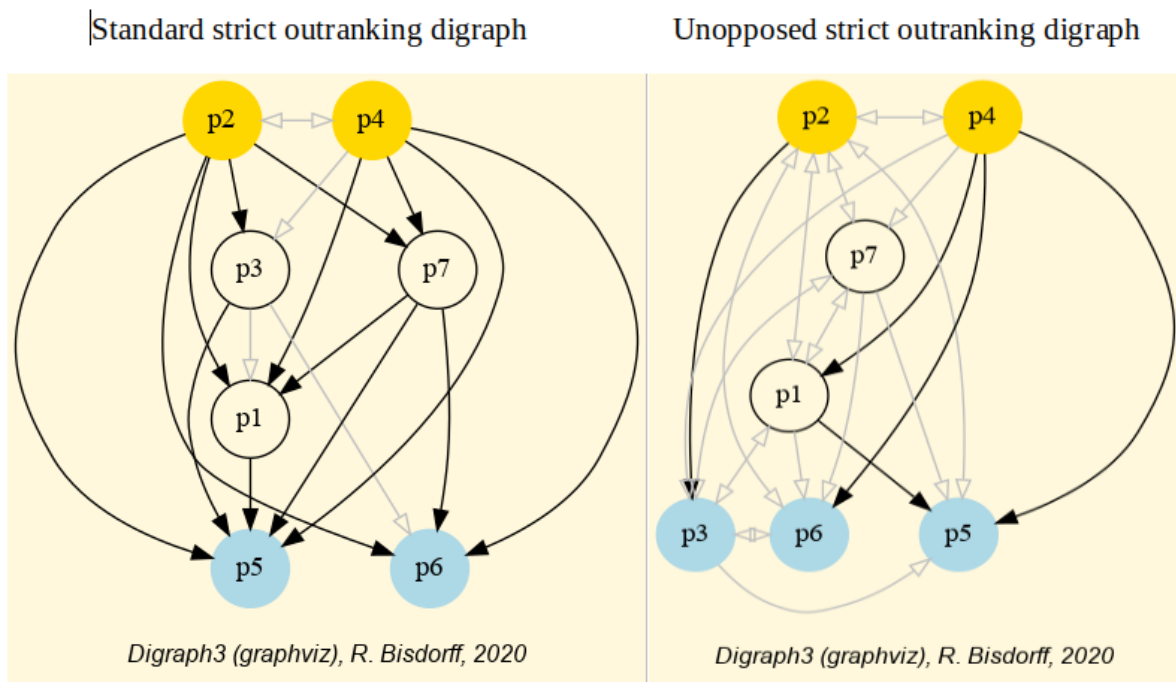 Standard strict outranking digraph
Unopposed strict outranking digraph
p2
p4
p3
p7
p1
p5
p6
Digraph3 (graphviz), R. Bisdorff, 2020
p2
p4
p7
p1
p3
p6
p5
Digraph3 (graphviz), R. Bisdorff, 2020